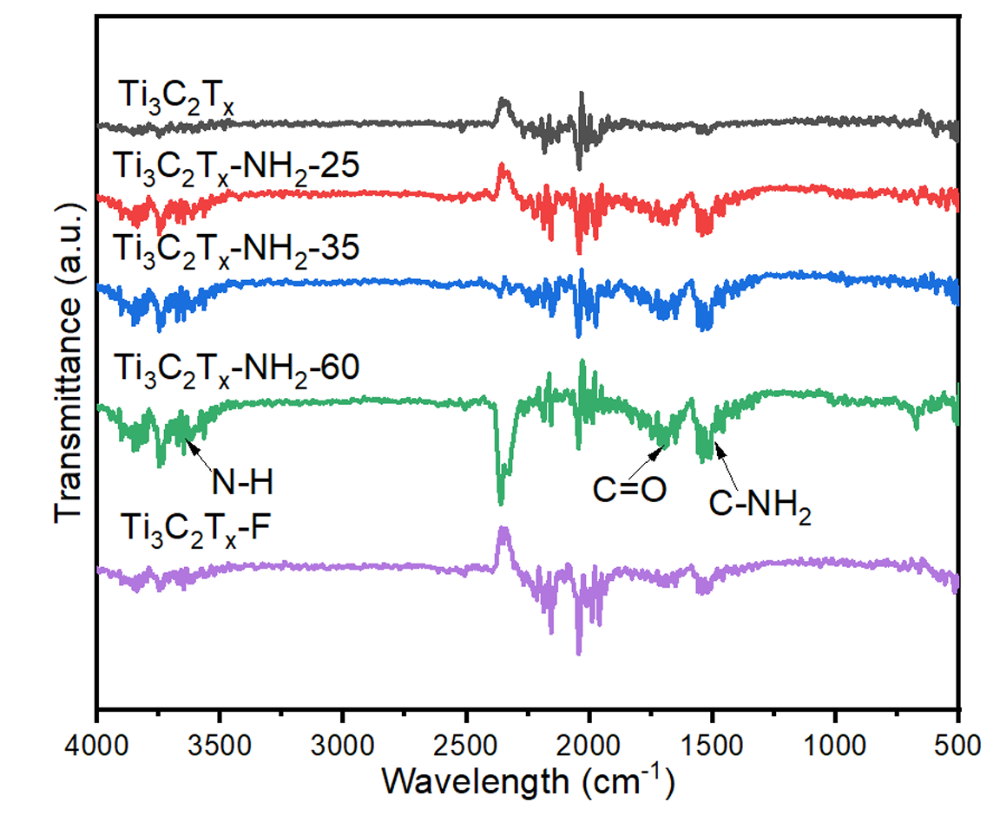 Ti₃C₂Tₓ
Ti₃C₂Tₓ-NH₂-25
Ti₃C₂Tₓ-NH₂-35
Ti₃C₂Tₓ-NH₂-60
N-H
C=O
C-NH₂
Ti₃C₂Tₓ-F
Transmittance (a.u.)
4000 3500 3000 2500 2000 1500 1000 500
Wavelength (cm⁻¹)